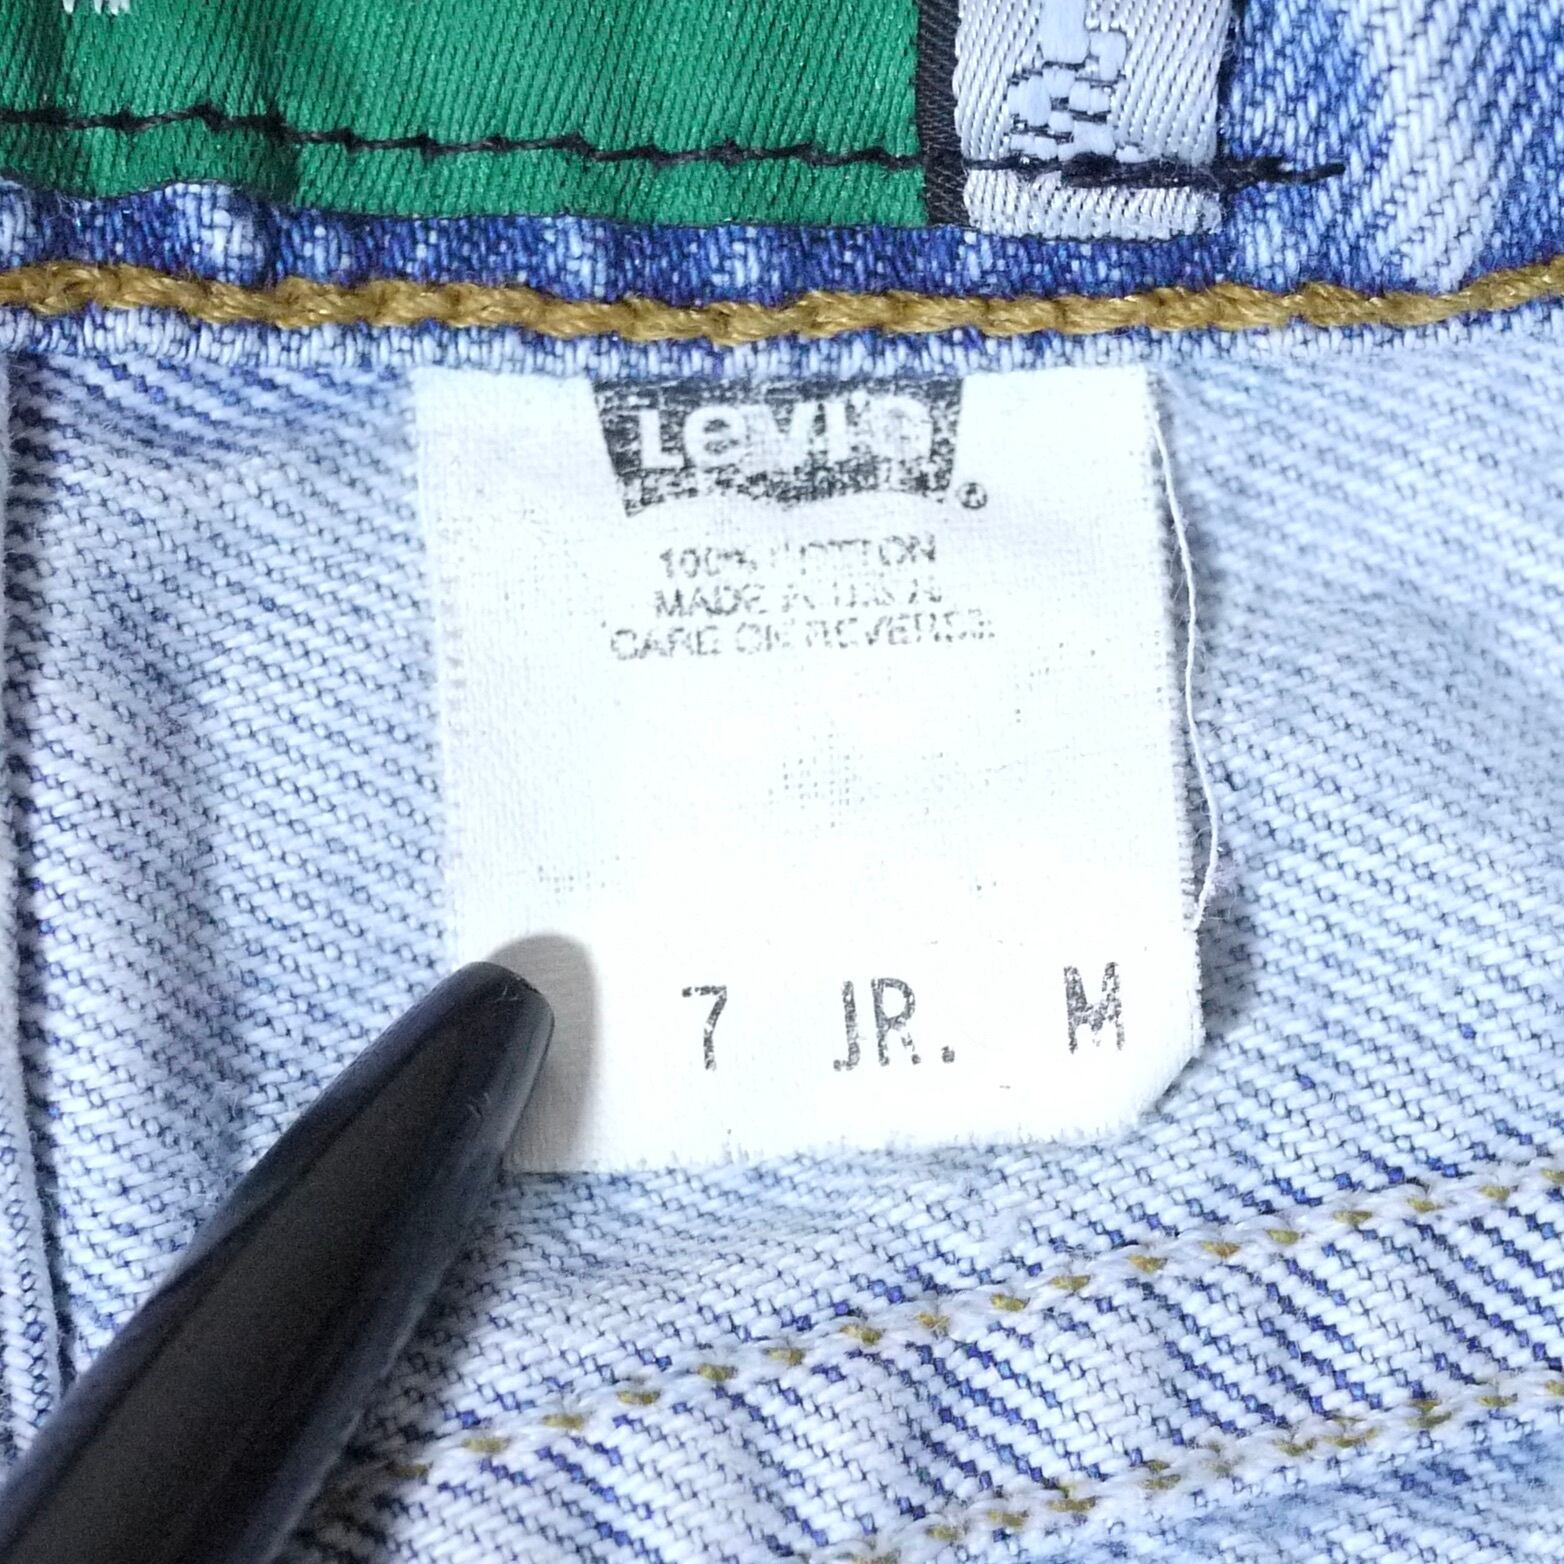 Levi's
100% COTTON
MADE IN U.S.A.
CARE ON REVERSE
7 JR. M